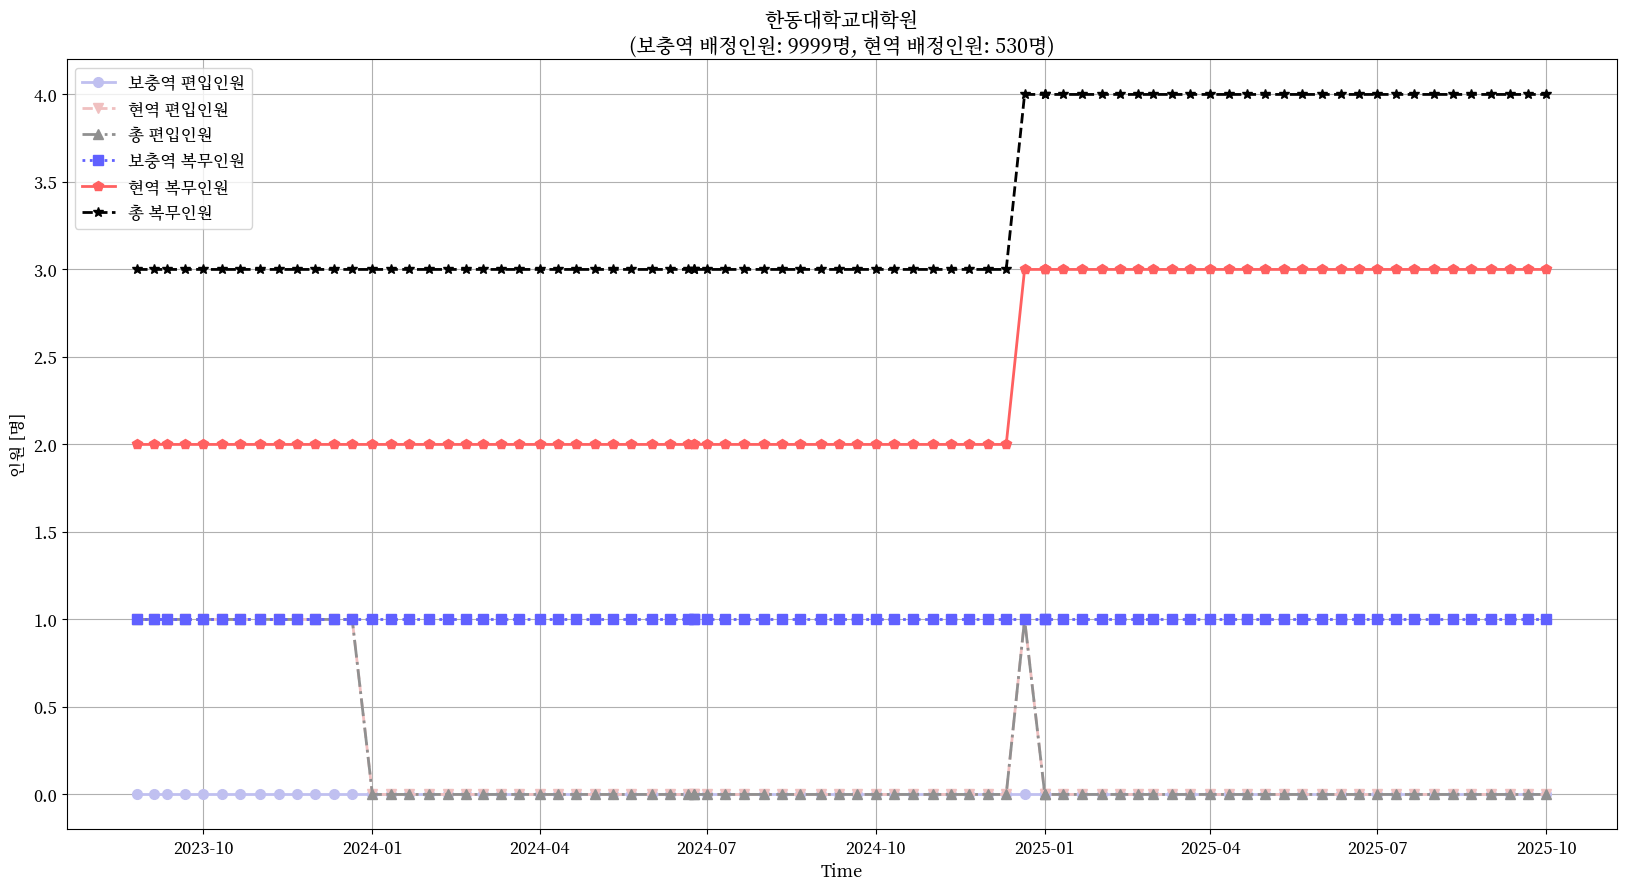 한동대학교대학원
(보충역 배정인원: 9999명, 현역 배정인원: 530명)
보충역 편입인원
현역 편입인원
총 편입인원
보충역 복무인원
현역 복무인원
총 복무인원
4.0
3.5
3.0
2.5
2.0
1.5
1.0
0.5
0.0
인원 [명]
2023-10
2024-01
2024-04
2024-07
2024-10
2025-01
2025-04
2025-07
2025-10
Time